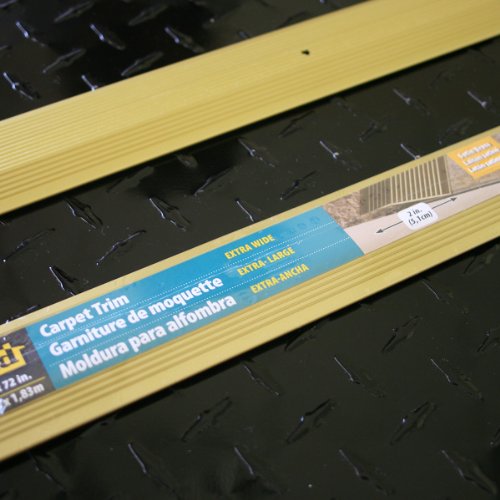 Carpet Trim
Garniture de moquette
Moldura para alfombra
EXTRA WIDE
EXTRA- LARGE
EXTRA-ANCHA
2 in.
(5,1cm)
72 in.
x 1,83m